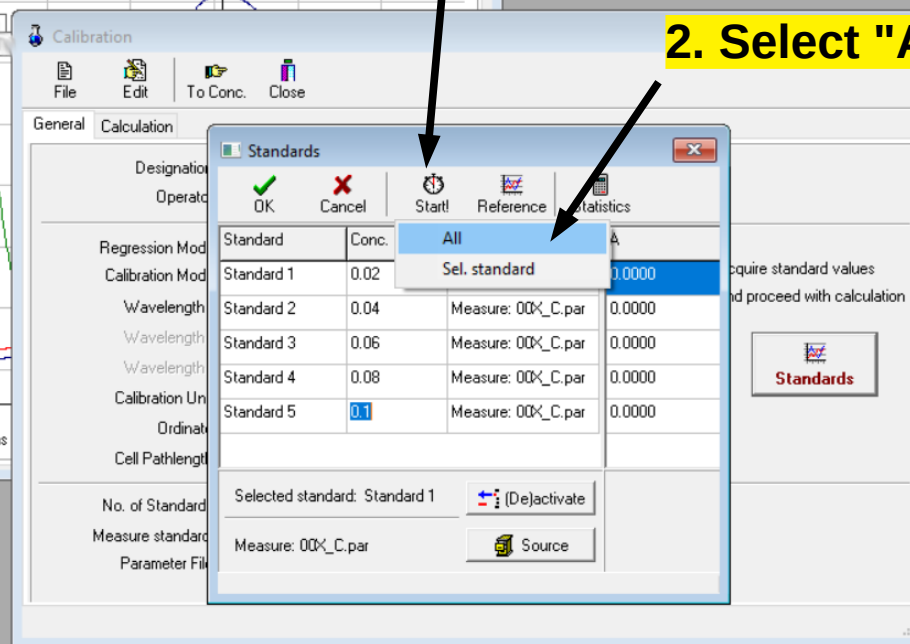 2. Select "A
Calibration
File Edit To Conc. Close
General Calculation
Standards
OK Cancel Start! Reference Statistics
All
Sel. standard
Standard Conc. A
Standard 1 0.02 0.0000
Standard 2 0.04 Measure: 00X_C.par 0.0000
Standard 3 0.06 Measure: 00X_C.par 0.0000
Standard 4 0.08 Measure: 00X_C.par 0.0000
Standard 5 0.1 Measure: 00X_C.par 0.0000
Selected standard: Standard 1 (De)activate
Measure: 00X_C.par Source
Designatio
Operato
Regression Mod
Calibration Mod
Wavelength
Wavelength
Wavelength
Calibration Un
Ordinat
Cell Pathlengt
No. of Standard
Measure standard
Parameter Fil
cquire standard values
nd proceed with calculation
Standards